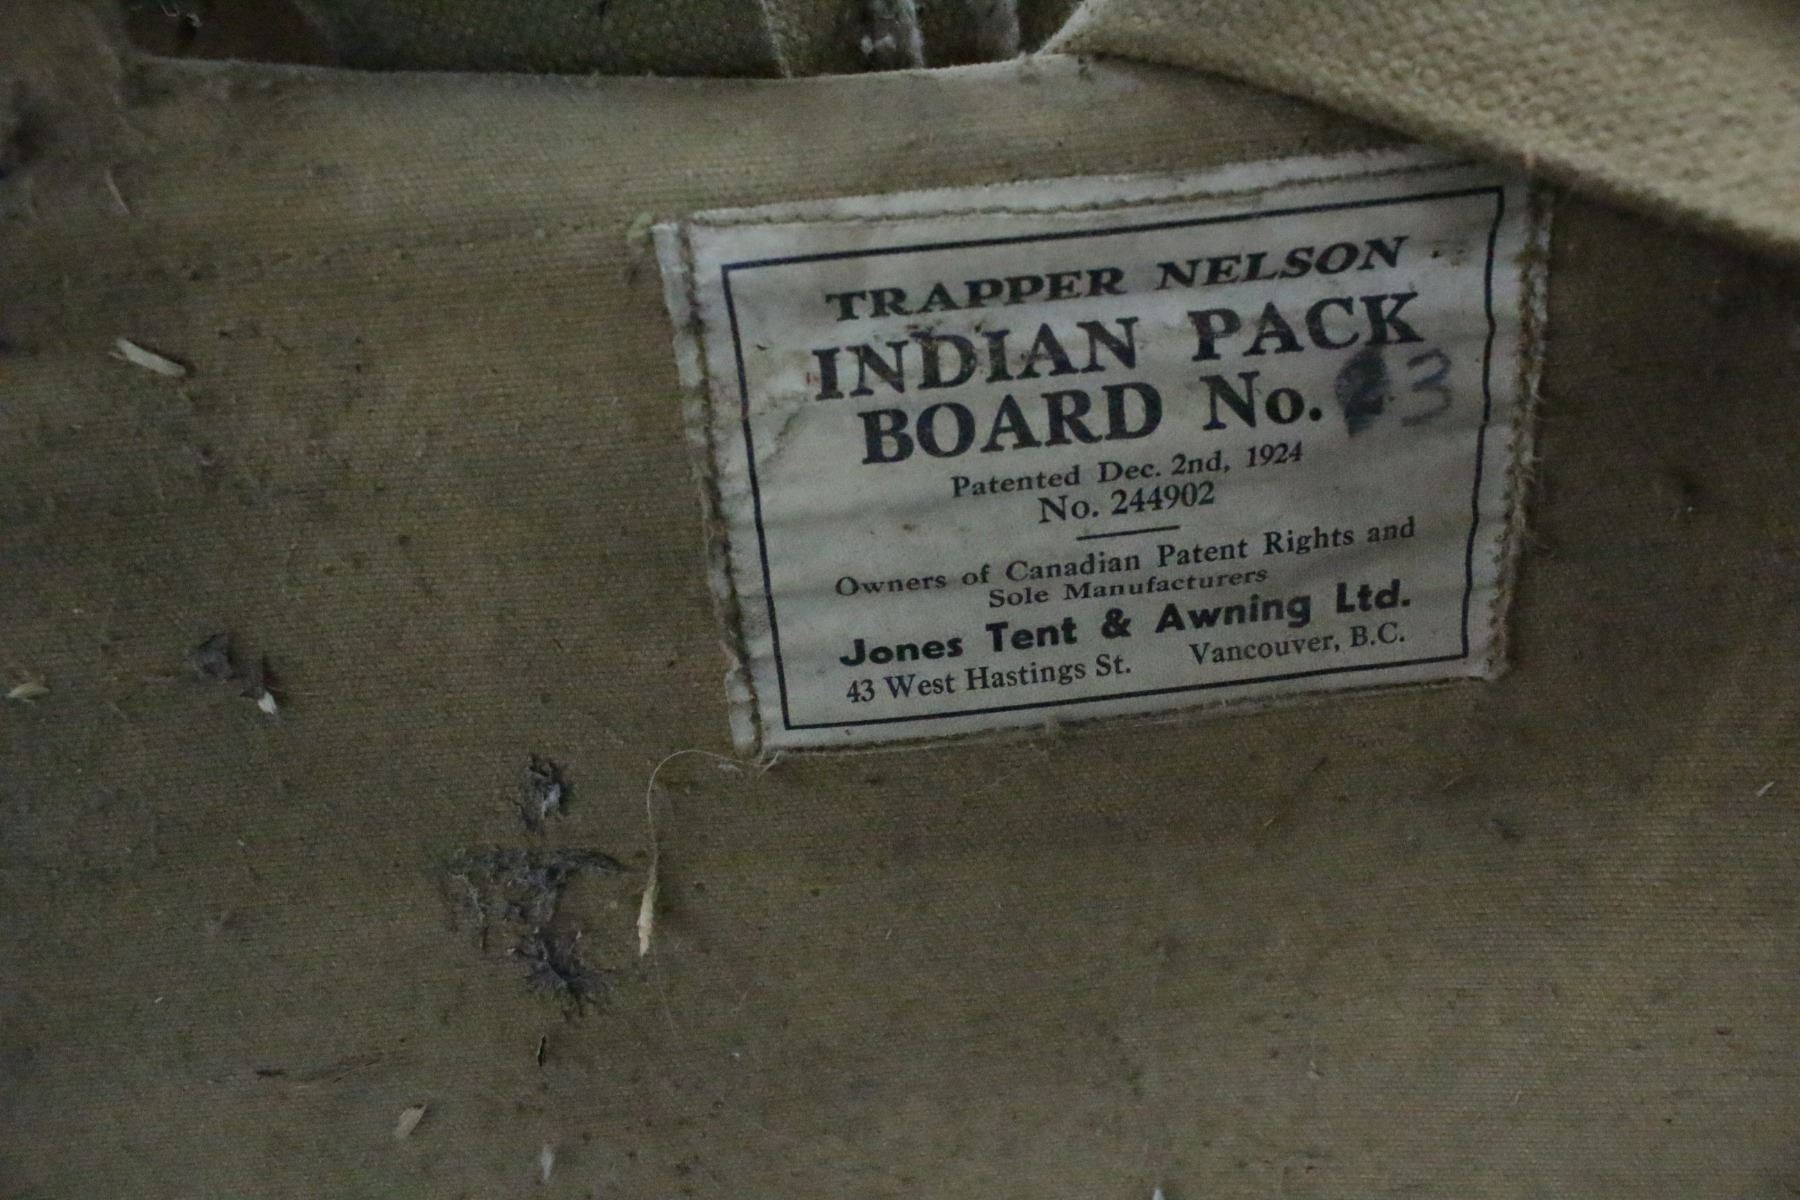 TRAPPER NELSON
INDIAN PACK
BOARD No. 3
Patented Dec. 2nd, 1924
No. 244902
Owners of Canadian Patent Rights and
Sole Manufacturers
Jones Tent & Awning Ltd.
43 West Hastings St. Vancouver, B.C.